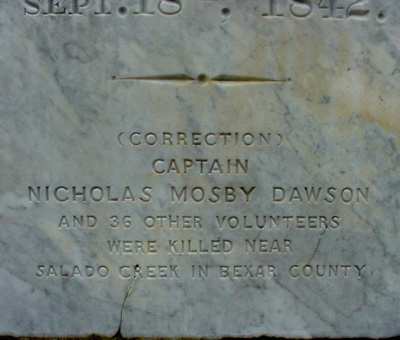 SEPT. 18TH, 1842.
(CORRECTION)
CAPTAIN
NICHOLAS MOSBY DAWSON
AND 36 OTHER VOLUNTEERS
WERE KILLED NEAR
SALADO CREEK IN BEXAR COUNTY